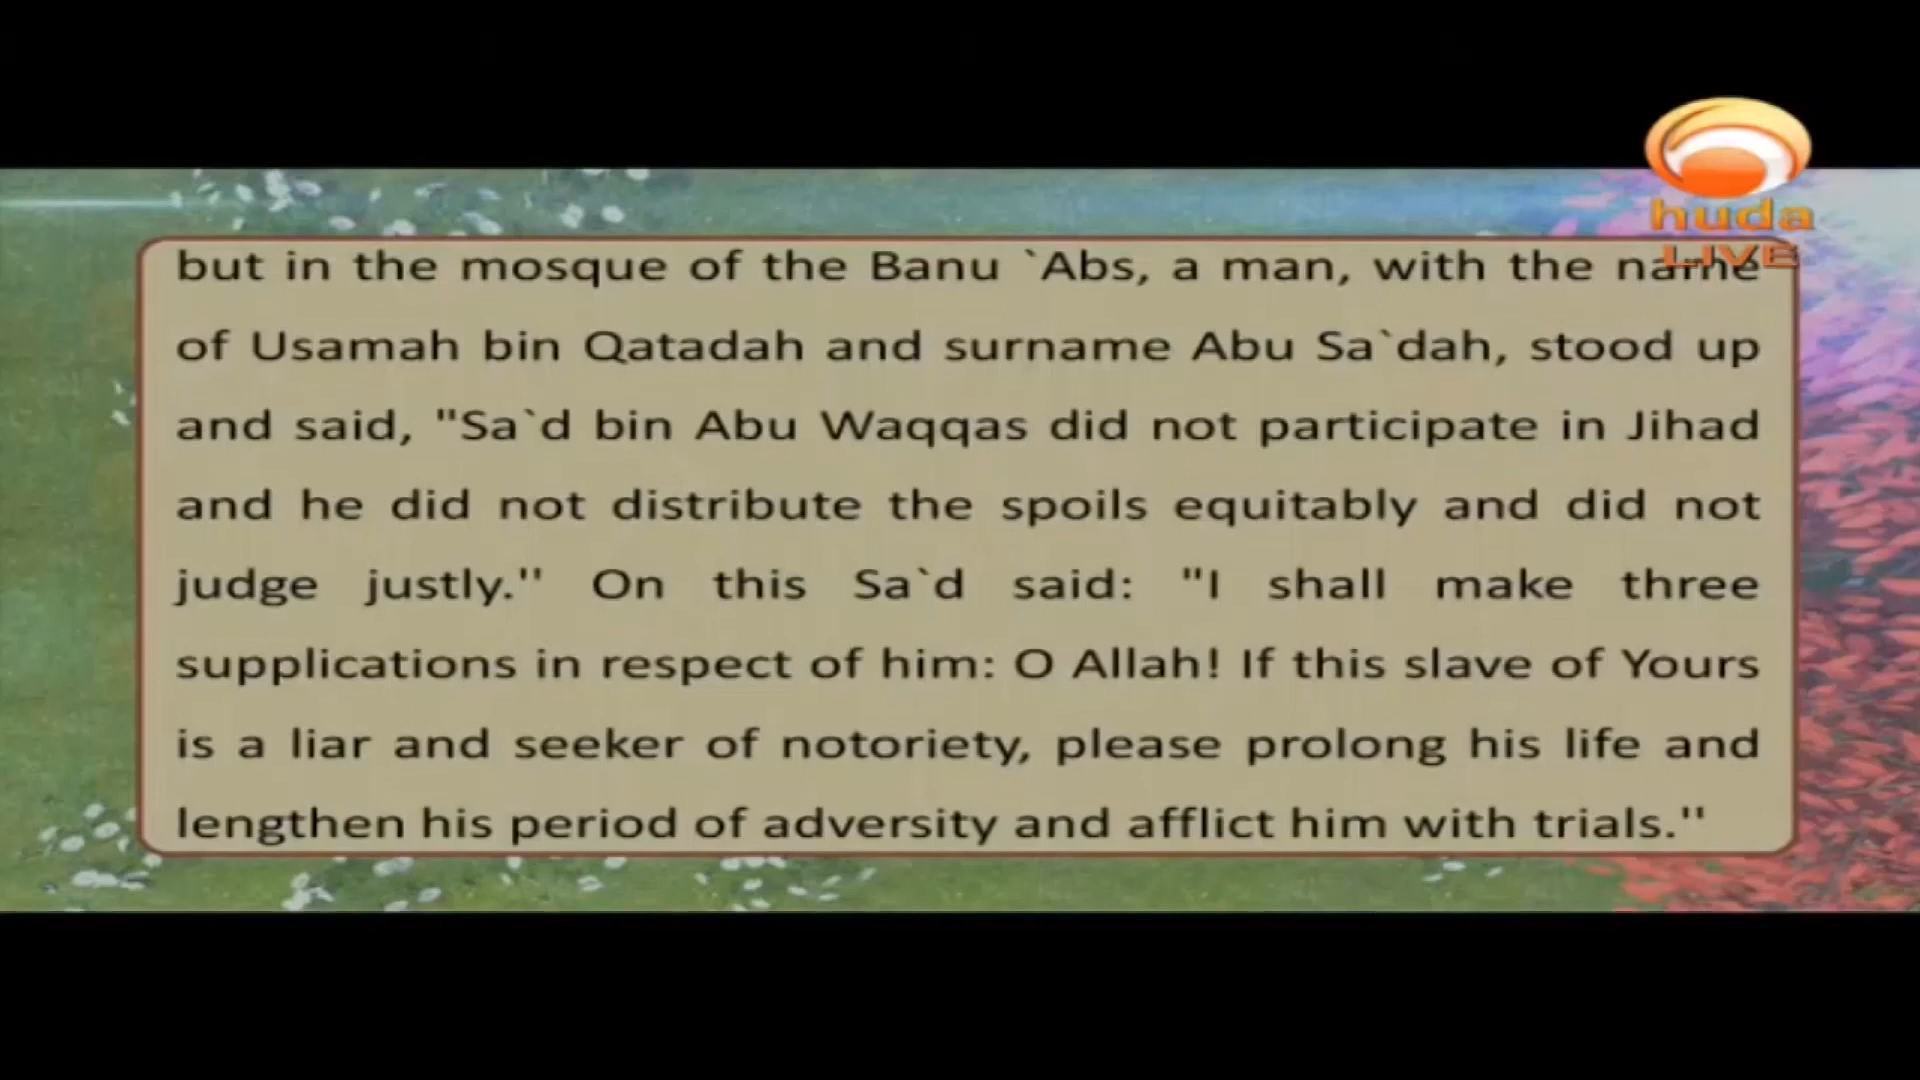 huda
LIVE
but in the mosque of the Banu `Abs, a man, with the name
of Usamah bin Qatadah and surname Abu Sa`dah, stood up
and said, "Sa`d bin Abu Waqqas did not participate in Jihad
and he did not distribute the spoils equitably and did not
judge justly.'' On this Sa`d said: "I shall make three
supplications in respect of him: O Allah! If this slave of Yours
is a liar and seeker of notoriety, please prolong his life and
lengthen his period of adversity and afflict him with trials.''